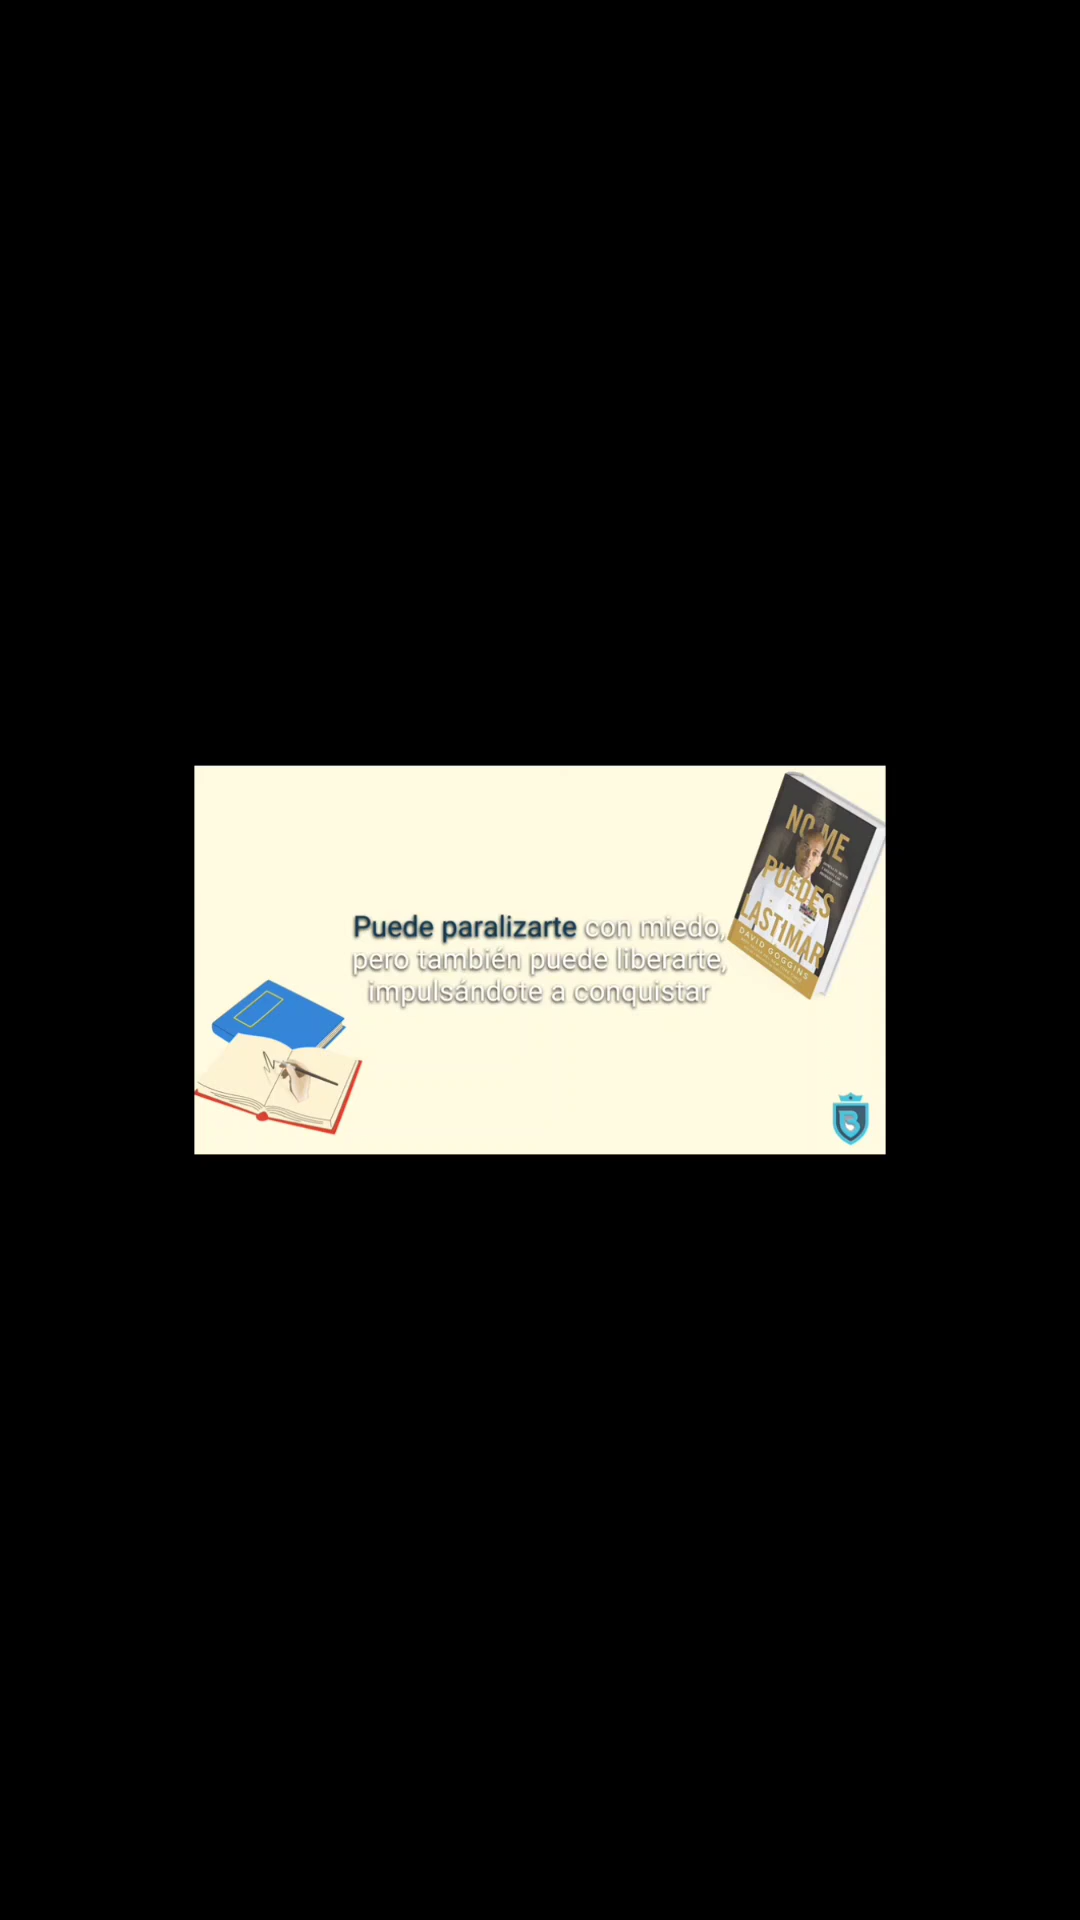 Puede paralizarte con miedo,
pero también puede liberarte,
impulsándote a conquistar
NO ME
PUEDES
LASTIMAR
DAVID GOGGINS